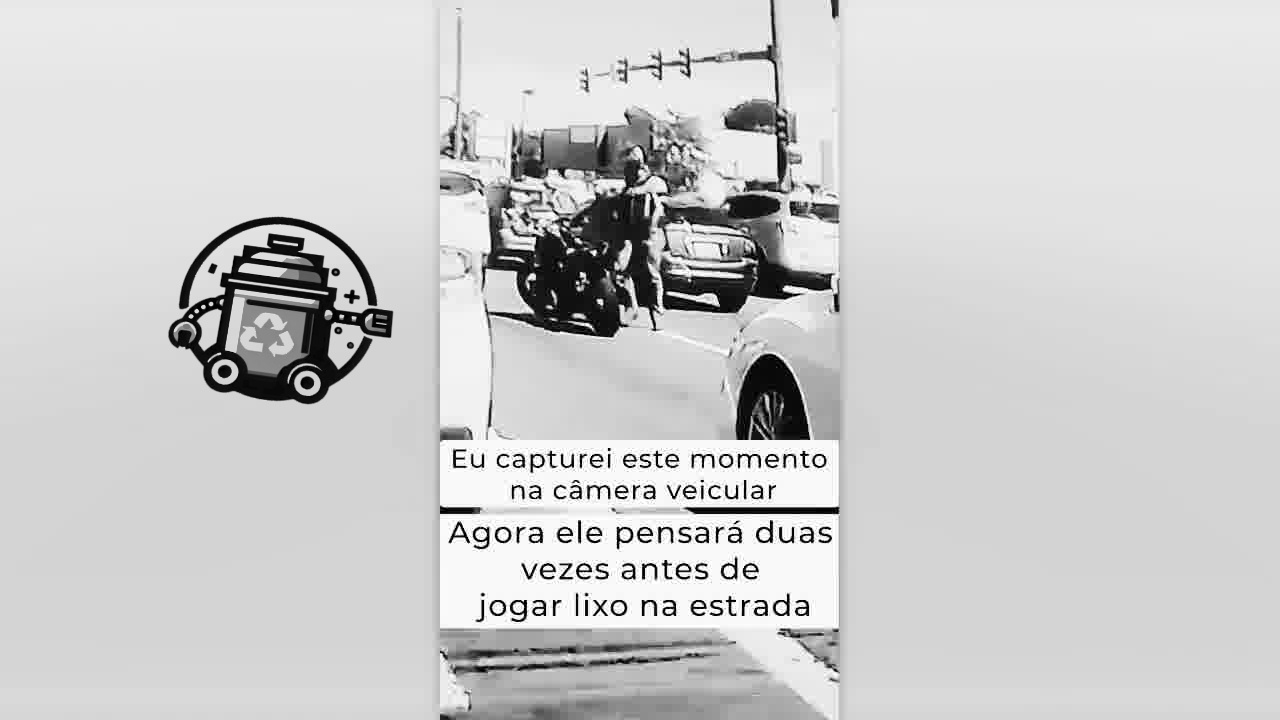 Eu capturei este momento
na câmera veicular
Agora ele pensará duas
vezes antes de
jogar lixo na estrada